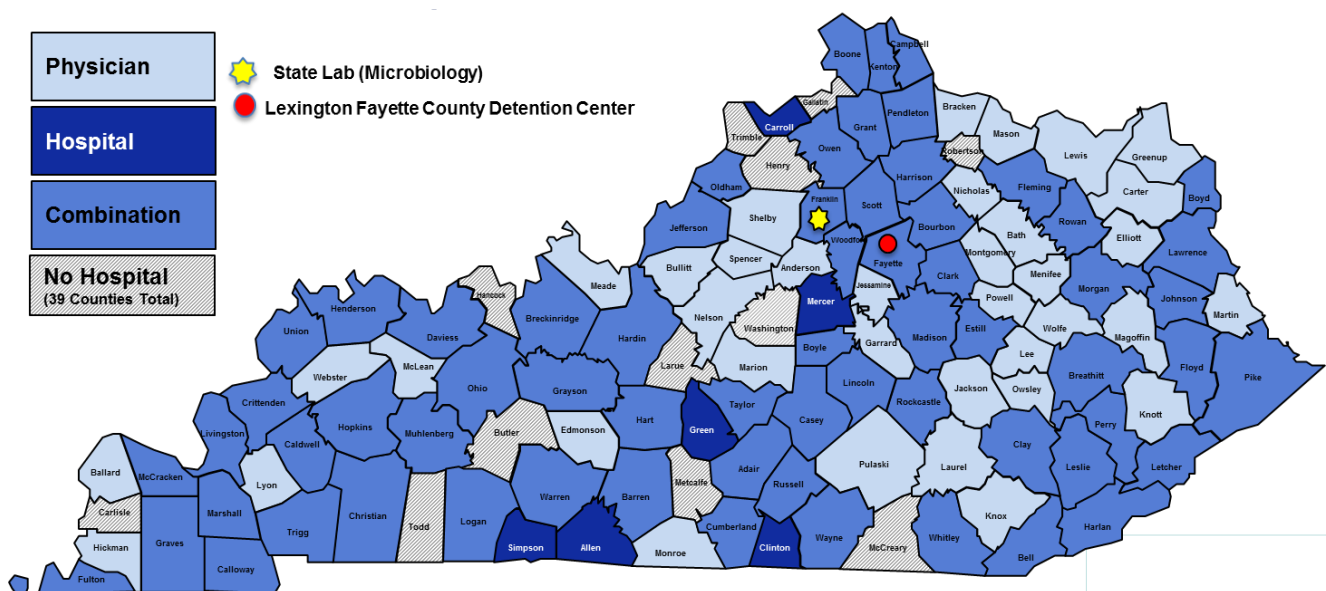 Physician
Hospital
Combination
No Hospital
(39 Counties Total)
State Lab (Microbiology)
Lexington Fayette County Detention Center
Boone
Kenton
Campbell
Gallatin
Carroll
Trimble
Grant
Pendleton
Bracken
Mason
Owen
Henry
Robertson
Lewis
Greenup
Oldham
Harrison
Nicholas
Fleming
Carter
Boyd
Franklin
Scott
Shelby
Jefferson
Rowan
Bourbon
Bath
Elliott
Woodfo
Lawrence
Spencer
Bullitt
Anderson
Fayette
Montgomery
Clark
Menifee
Morgan
Jessamine
Meade
Mercer
Powell
Johnson
Hancock
Nelson
Martin
Henderson
Breckinridge
Washington
Estill
Wolfe
Magoffin
Union
Daviess
Hardin
Garrard
Madison
Boyle
Lee
Larue
Marion
McLean
Webster
Floyd
Pike
Breathitt
Ohio
Grayson
Lincoln
Jackson
Owsley
Crittenden
Taylor
Rockcastle
Knott
Hart
Casey
Perry
Hopkins
Muhlenberg
Livingston
Butler
Edmonson
Green
Caldwell
Clay
Pulaski
Laurel
Leslie
Letcher
Ballard
McCracken
Adair
Lyon
Metcalfe
Russell
Warren
Barren
Carlisle
Marshall
Christian
Todd
Logan
Knox
Cumberland
Harlan
Trigg
Wayne
Whitley
Graves
Hickman
Simpson
Allen
Monroe
Clinton
McCreary
Bell
Calloway
Fulton